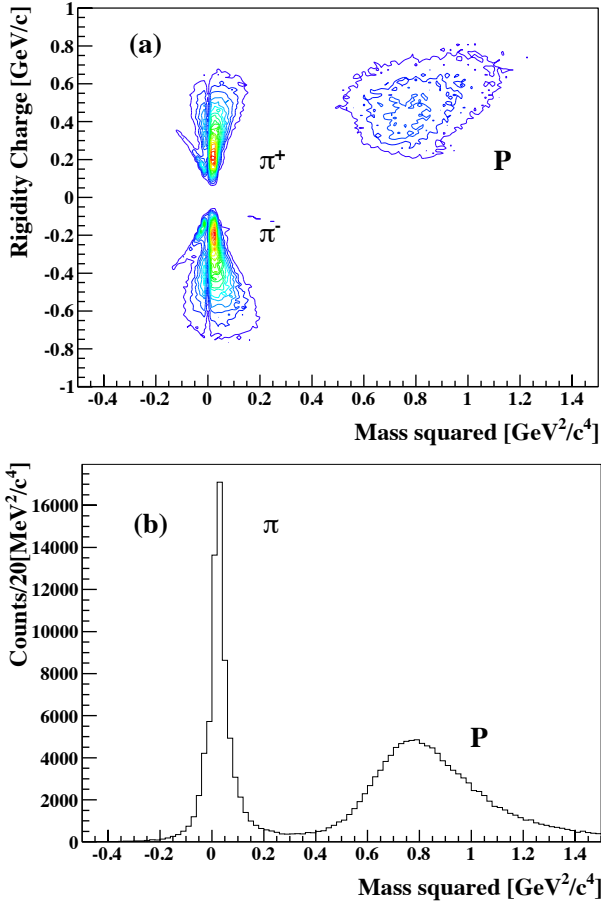 (a)
Rigidity Charge [GeV/c]
1
0.8
0.6
0.4
0.2
0
-0.2
-0.4
-0.6
-0.8
-1
π⁺
P
π⁻
-0.4 -0.2 0 0.2 0.4 0.6 0.8 1 1.2 1.4
Mass squared [GeV²/c⁴]
(b)
π
Counts/20[MeV²/c⁴]
16000
14000
12000
10000
8000
6000
4000
2000
0
P
-0.4 -0.2 0 0.2 0.4 0.6 0.8 1 1.2 1.4
Mass squared [GeV²/c⁴]